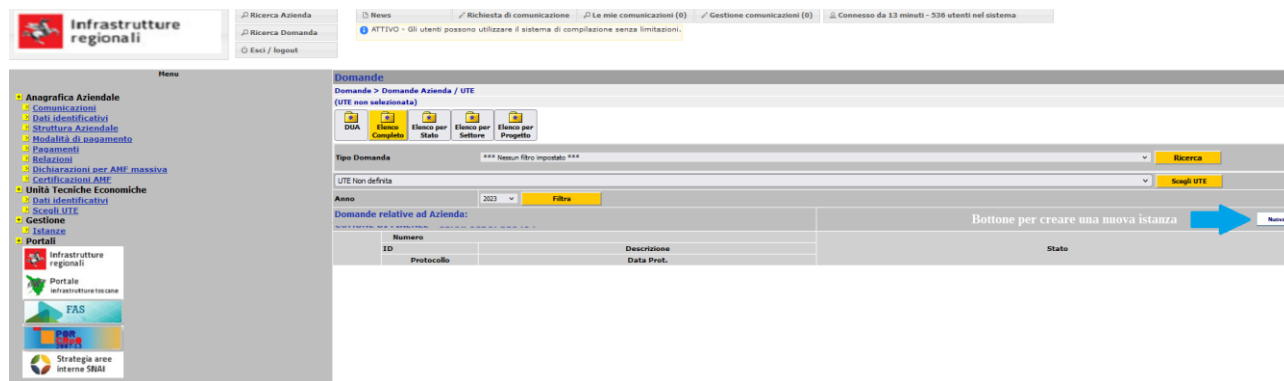 Infrastrutture
regionali
Ricerca Azienda
Ricerca Domanda
Esci / logout
News
Richiesta di comunicazione
Le mie comunicazioni (0)
Gestione comunicazioni (0)
Connesso da 13 minuti - 536 utenti nel sistema
ATTIVO - Gli utenti possono utilizzare il sistema di compilazione senza limitazioni.
Menu
Anagrafica Aziendale
Comunicazioni
Dati identificativi
Struttura Aziendale
Modalità di pagamento
Pagamenti
Relazioni
Dichiarazioni per AMF massiva
Certificazioni AMF
Unità Tecniche Economiche
Dati identificativi
Scegli UTE
Gestione
Istanze
Portali
Infrastrutture
regionali
Portale
infrastrutture toscane
FAS
POR
CReO
2007-13
Strategia aree
interne SNAI
Domande
Domande > Domande Azienda / UTE
(UTE non selezionata)
DUA
Elenco
Completo
Elenco per
Stato
Elenco per
Settore
Elenco per
Progetto
Tipo Domanda
*** Nessun filtro impostato ***
Ricerca
UTE Non definita
Scegli UTE
Anno
2023
Filtra
Domande relative ad Azienda:
Bottone per creare una nuova istanza
Numero
ID
Descrizione
Stato
Protocollo
Data Prot.